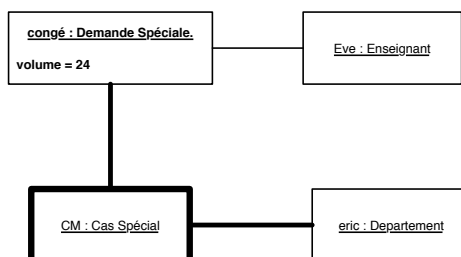 congé : Demande Spéciale.
volume = 24
Eve : Enseignant
CM : Cas Spécial
eric : Departement